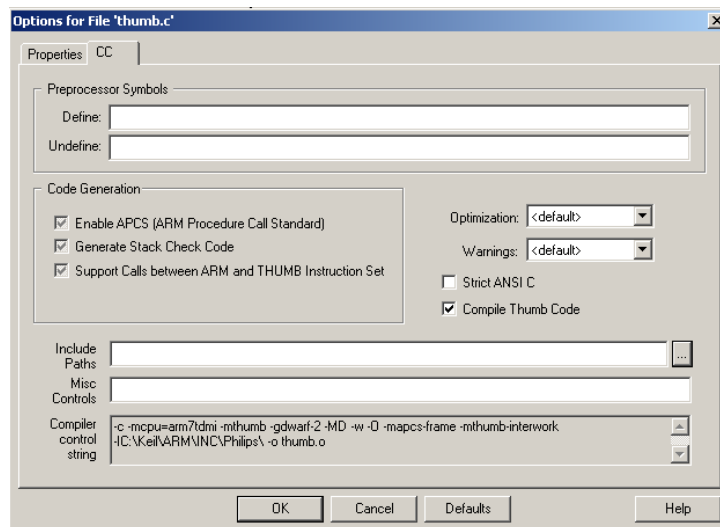 Options for File 'thumb.c'
Properties CC
Preprocessor Symbols
Define:
Undefine:
Code Generation
Enable APCS (ARM Procedure Call Standard)
Generate Stack Check Code
Support Calls between ARM and THUMB Instruction Set
Optimization: <default>
Warnings: <default>
Strict ANSI C
Compile Thumb Code
Include
Paths
...
Misc
Controls
Compiler
control
string
-c -mcpu=arm7tdmi -mthumb -gdwarf-2 -MD -w -O -mapcs-frame -mthumb-interwork
-IC:\Keil\ARM\INC\Philips\ -o thumb.o
OK Cancel Defaults Help